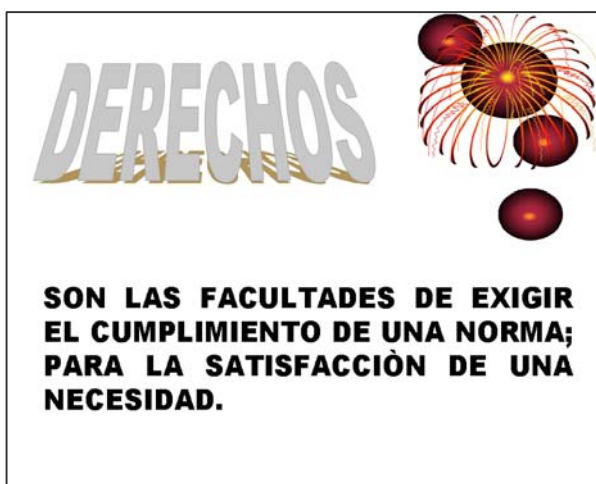 DERECHOS
SON LAS FACULTADES DE EXIGIR
EL CUMPLIMIENTO DE UNA NORMA;
PARA LA SATISFACCIÒN DE UNA
NECESIDAD.